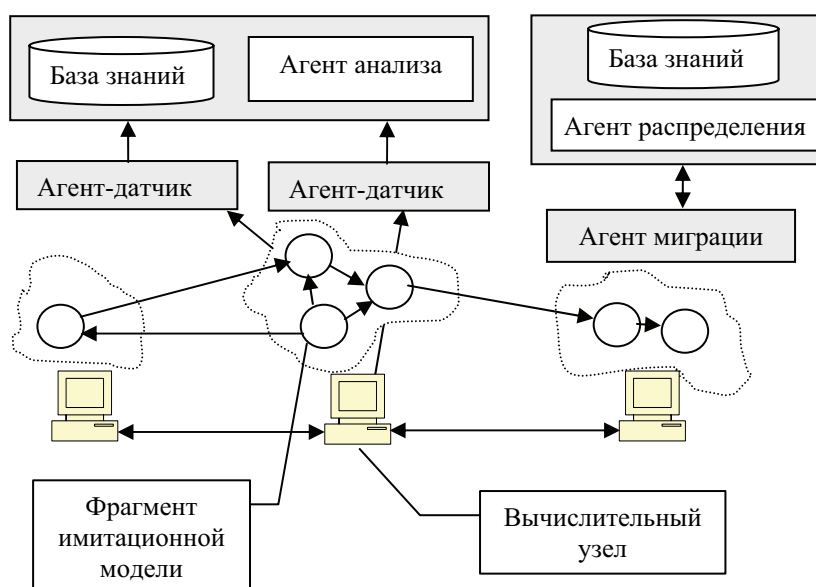 База знаний
Агент анализа
База знаний
Агент распределения
Агент-датчик
Агент-датчик
Агент миграции
Фрагмент
имитационной
модели
Вычислительный
узел